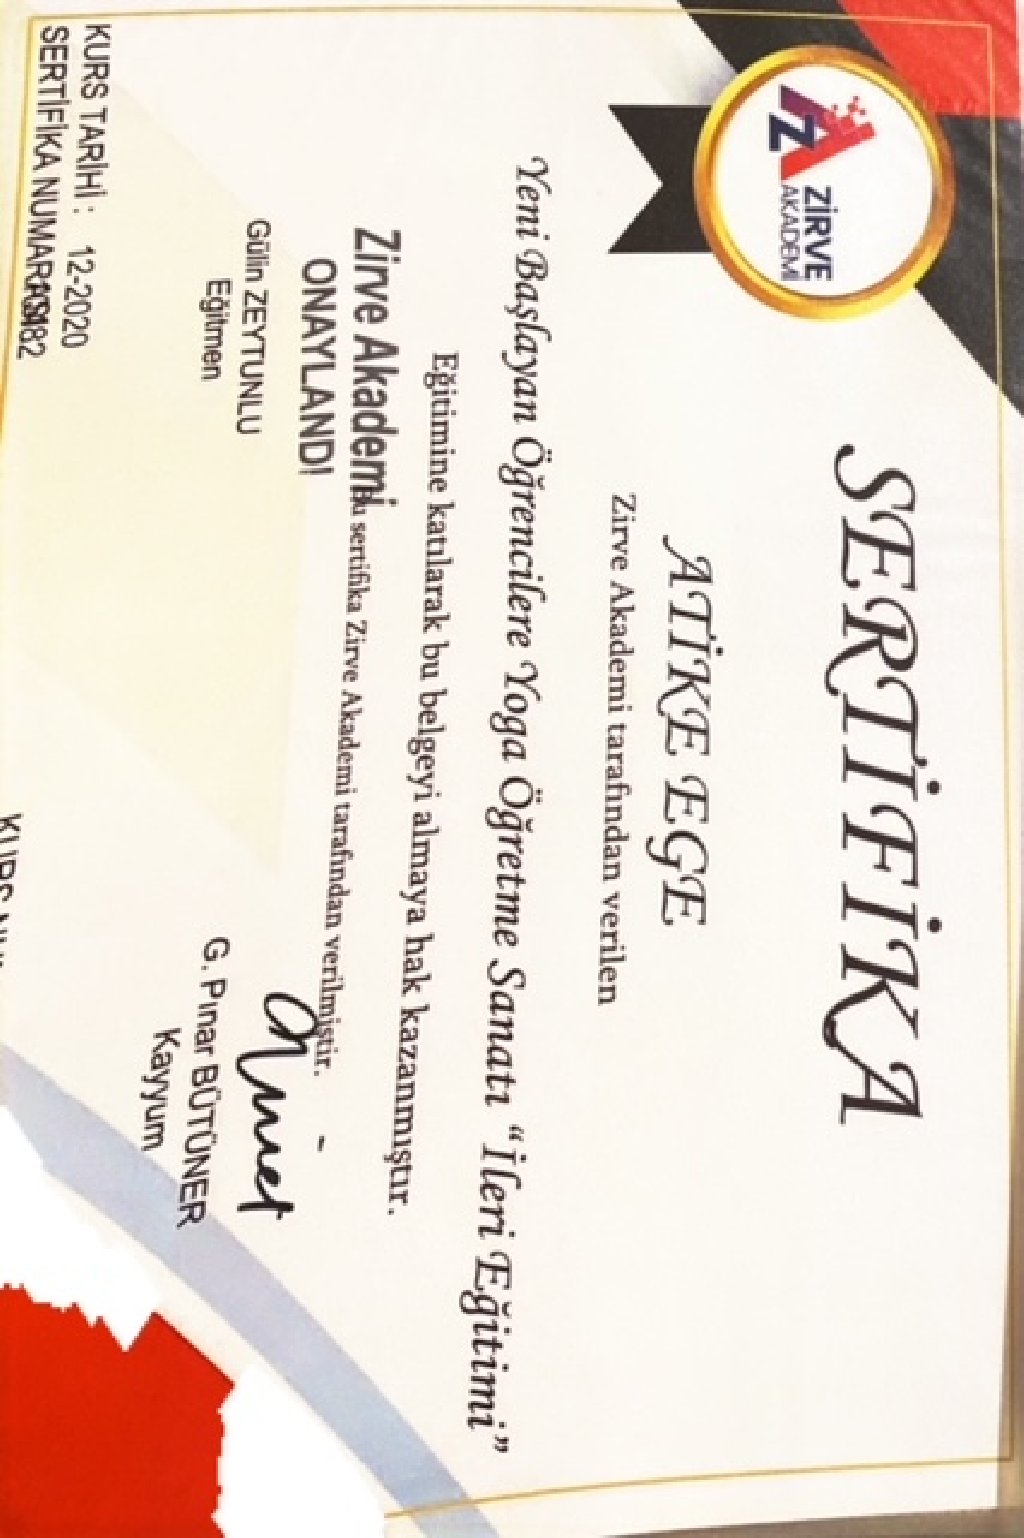 ZİRVE
AKADEMİ
SERTİFİKA
ATİKE EGE
Zirve Akademi tarafından verilen
Yeni Başlayan Öğrencilere Yoga Öğretme Sanatı “İleri Eğitimi”
Eğitimine katılarak bu belgeyi almaya hak kazanmıştır.
Bu sertifika Zirve Akademi tarafından verilmiştir.
Zirve Akademi
ONAYLANDI
Gülin ZEYTUNLU
Eğitmen
G. Pınar BÜTÜNER
Kayyum
KURS TARİHİ : 12-2020
SERTİFİKA NUMARASI
KURS